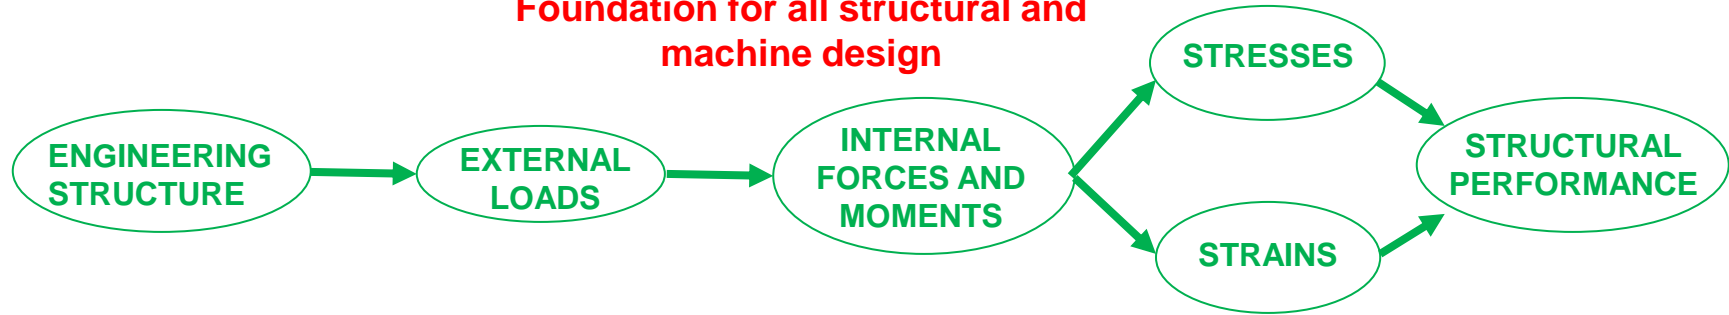 Foundation for all structural and
machine design
ENGINEERING
STRUCTURE
EXTERNAL
LOADS
INTERNAL
FORCES AND
MOMENTS
STRESSES
STRAINS
STRUCTURAL
PERFORMANCE